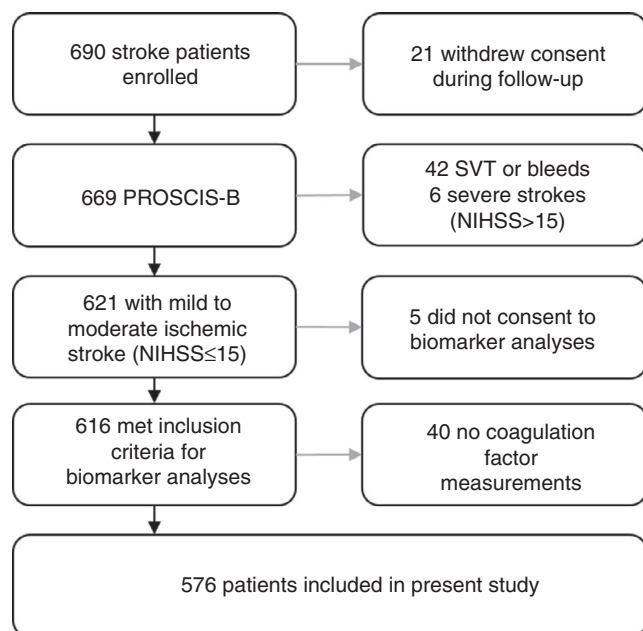 690 stroke patients
enrolled
21 withdrew consent
during follow-up
669 PROSCIS-B
42 SVT or bleeds
6 severe strokes
(NIHSS>15)
621 with mild to
moderate ischemic
stroke (NIHSS≤15)
5 did not consent to
biomarker analyses
616 met inclusion
criteria for
biomarker analyses
40 no coagulation
factor
measurements
576 patients included in present study